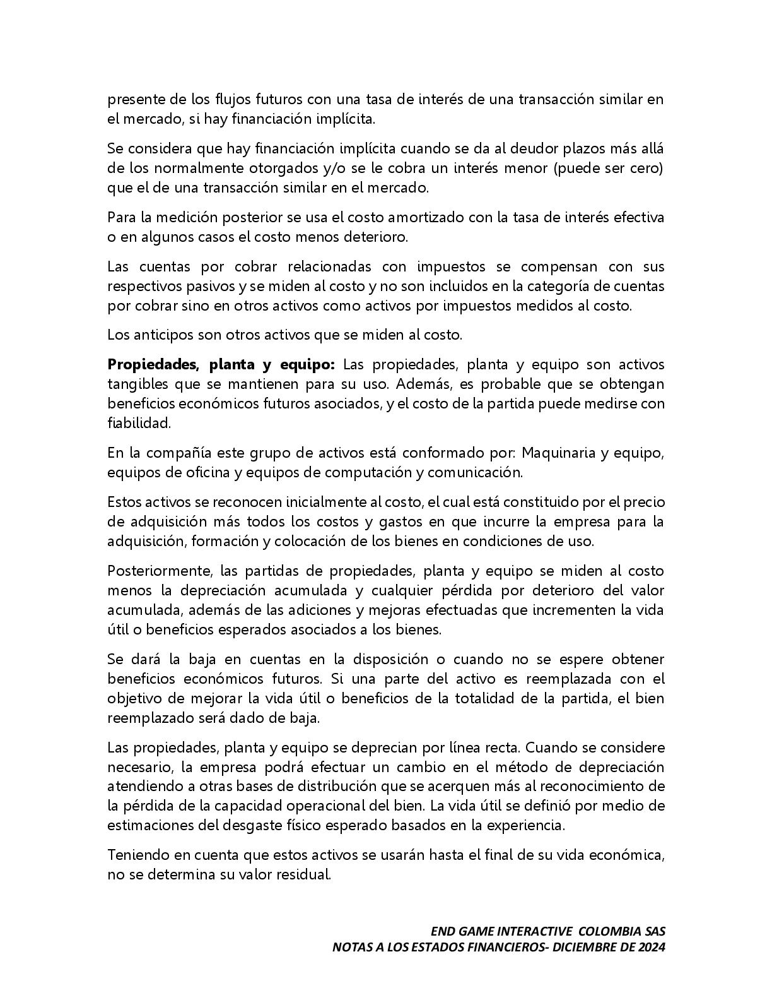 presente de los flujos futuros con una tasa de interés de una transacción similar en
el mercado, si hay financiación implícita.
Se considera que hay financiación implícita cuando se da al deudor plazos más allá
de los normalmente otorgados y/o se le cobra un interés menor (puede ser cero)
que el de una transacción similar en el mercado.
Para la medición posterior se usa el costo amortizado con la tasa de interés efectiva
o en algunos casos el costo menos deterioro.
Las cuentas por cobrar relacionadas con impuestos se compensan con sus
respectivos pasivos y se miden al costo y no son incluidos en la categoría de cuentas
por cobrar sino en otros activos como activos por impuestos medidos al costo.
Los anticipos son otros activos que se miden al costo.
Propiedades, planta y equipo: Las propiedades, planta y equipo son activos
tangibles que se mantienen para su uso. Además, es probable que se obtengan
beneficios económicos futuros asociados, y el costo de la partida puede medirse con
fiabilidad.
En la compañía este grupo de activos está conformado por: Maquinaria y equipo,
equipos de oficina y equipos de computación y comunicación.
Estos activos se reconocen inicialmente al costo, el cual está constituido por el precio
de adquisición más todos los costos y gastos en que incurre la empresa para la
adquisición, formación y colocación de los bienes en condiciones de uso.
Posteriormente, las partidas de propiedades, planta y equipo se miden al costo
menos la depreciación acumulada y cualquier pérdida por deterioro del valor
acumulada, además de las adiciones y mejoras efectuadas que incrementen la vida
útil o beneficios esperados asociados a los bienes.
Se dará la baja en cuentas en la disposición o cuando no se espere obtener
beneficios económicos futuros. Si una parte del activo es reemplazada con el
objetivo de mejorar la vida útil o beneficios de la totalidad de la partida, el bien
reemplazado será dado de baja.
Las propiedades, planta y equipo se deprecian por línea recta. Cuando se considere
necesario, la empresa podrá efectuar un cambio en el método de depreciación
atendiendo a otras bases de distribución que se acerquen más al reconocimiento de
la pérdida de la capacidad operacional del bien. La vida útil se definió por medio de
estimaciones del desgaste físico esperado basados en la experiencia.
Teniendo en cuenta que estos activos se usarán hasta el final de su vida económica,
no se determina su valor residual.
END GAME INTERACTIVE COLOMBIA SAS
NOTAS A LOS ESTADOS FINANCIEROS- DICIEMBRE DE 2024